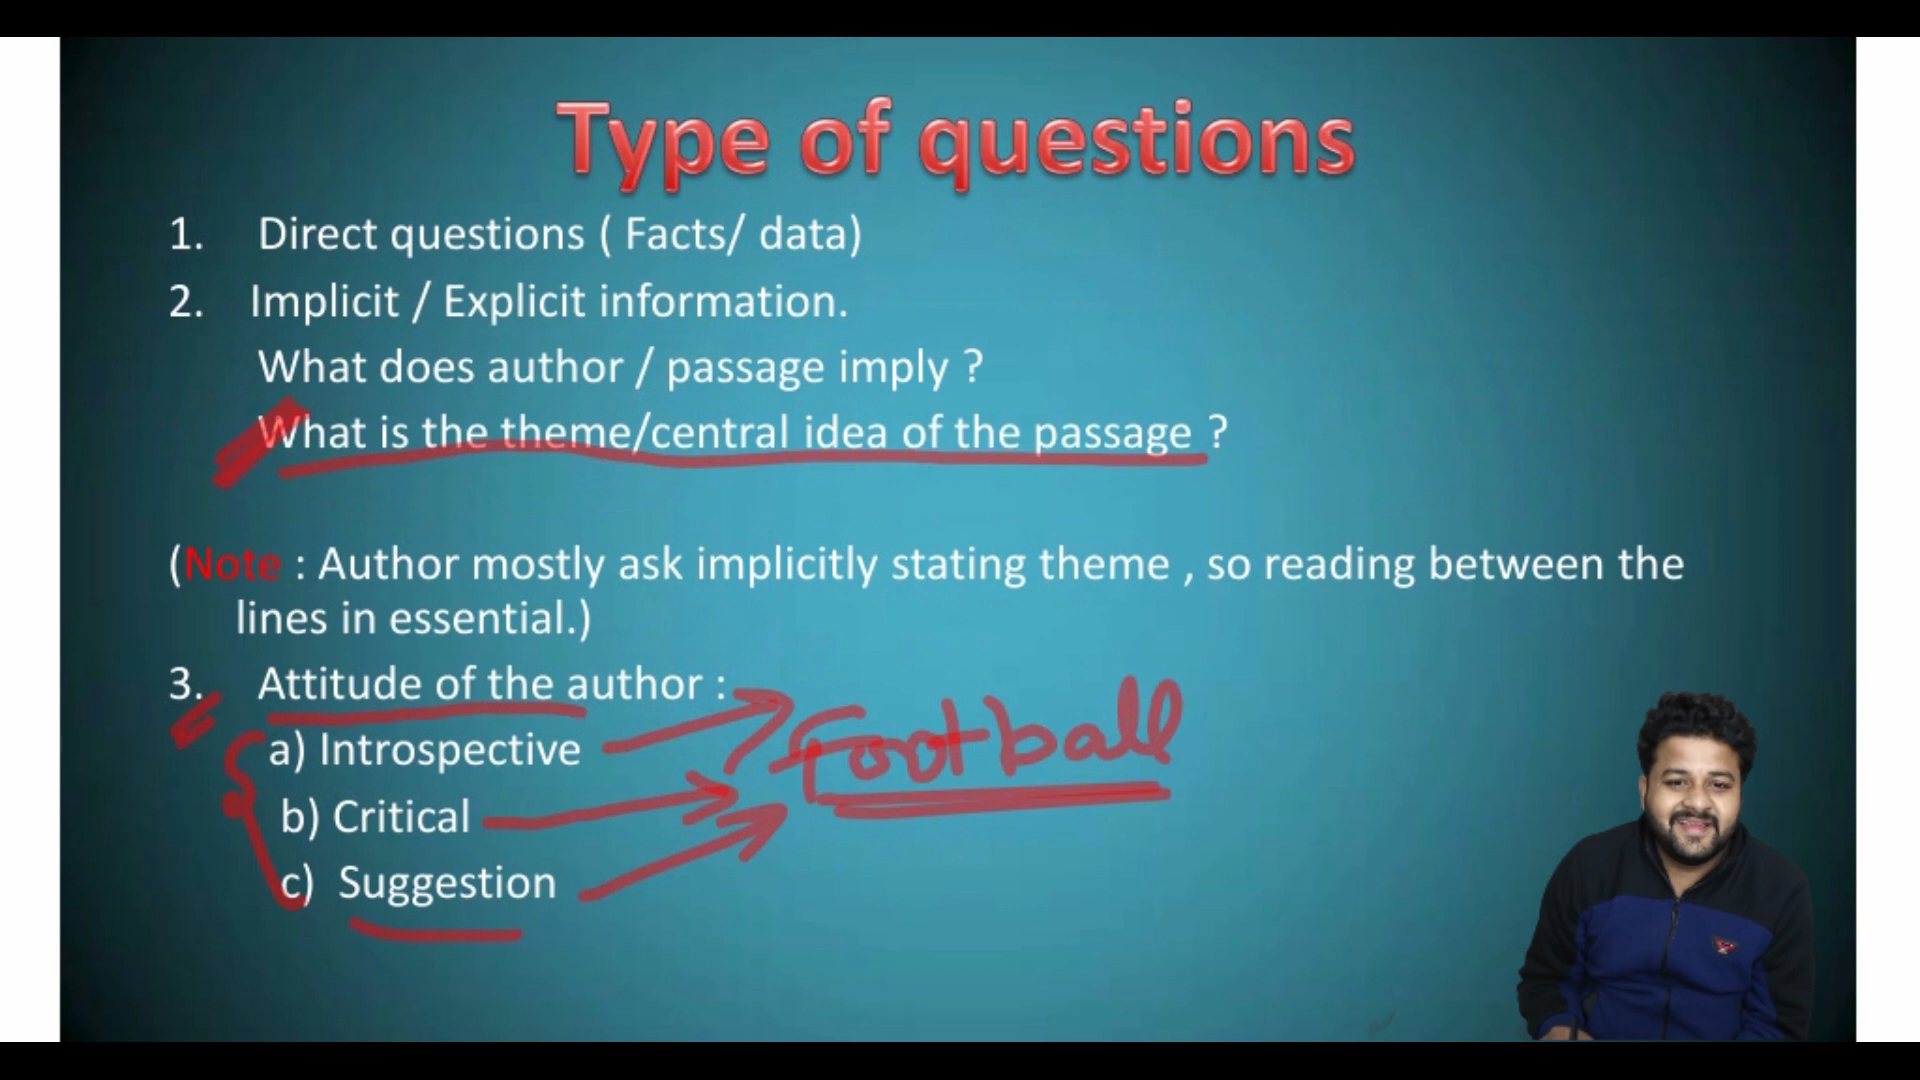 Type of questions
1. Direct questions ( Facts/ data)
2. Implicit / Explicit information.
What does author / passage imply ?
What is the theme/central idea of the passage ?
(Note : Author mostly ask implicitly stating theme , so reading between the
lines in essential.)
3. Attitude of the author :
a) Introspective
Football
b) Critical
c) Suggestion